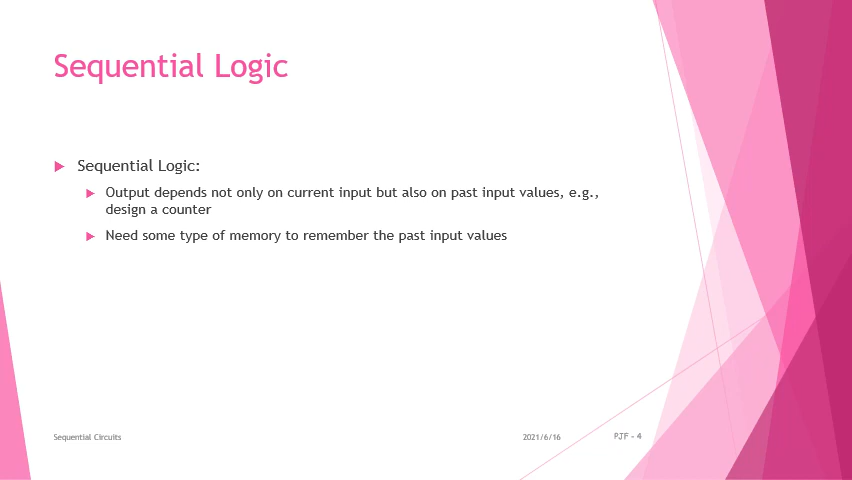 Sequential Logic
Sequential Logic:
Output depends not only on current input but also on past input values, e.g.,
design a counter
Need some type of memory to remember the past input values
Sequential Circuits
2021/6/16
PJF - 4